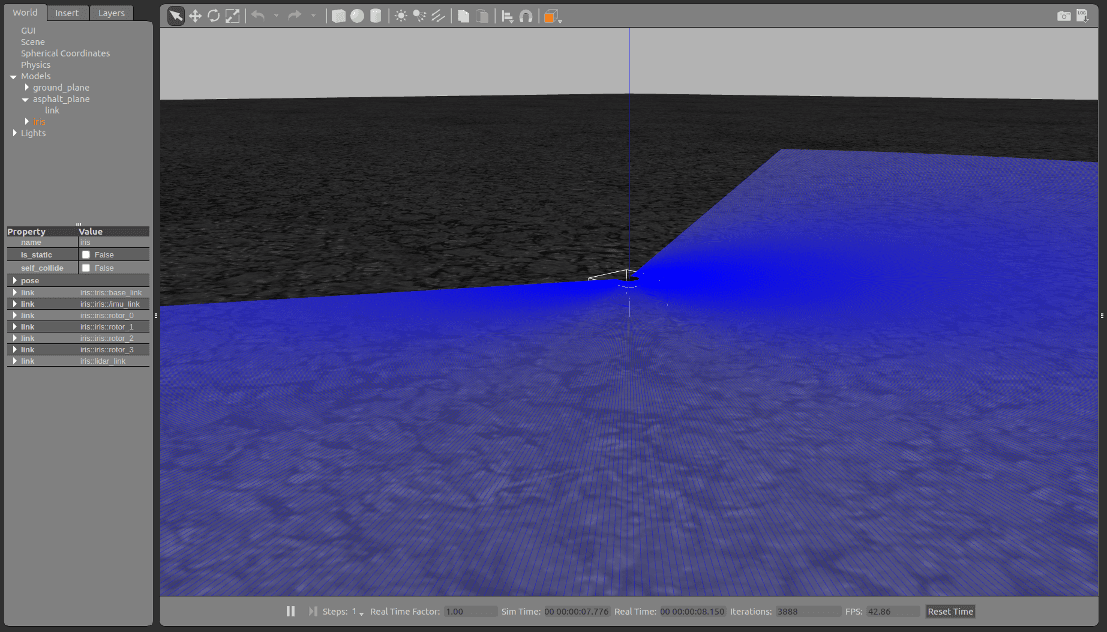 World Insert Layers
GUI
Scene
Spherical Coordinates
Physics
Models
ground_plane
asphalt_plane
link
iris
Lights
Property Value
name iris
is_static False
self_collide False
pose
link iris::iris::base_link
link iris::iris::/imu_link
link iris::iris::rotor_0
link iris::iris::rotor_1
link iris::iris::rotor_2
link iris::iris::rotor_3
link iris::lidar_link
LOG
Steps: 1 Real Time Factor: 1.00 Sim Time: 00 00:00:07.776 Real Time: 00 00:00:08.150 Iterations: 3888 FPS: 42.86 Reset Time